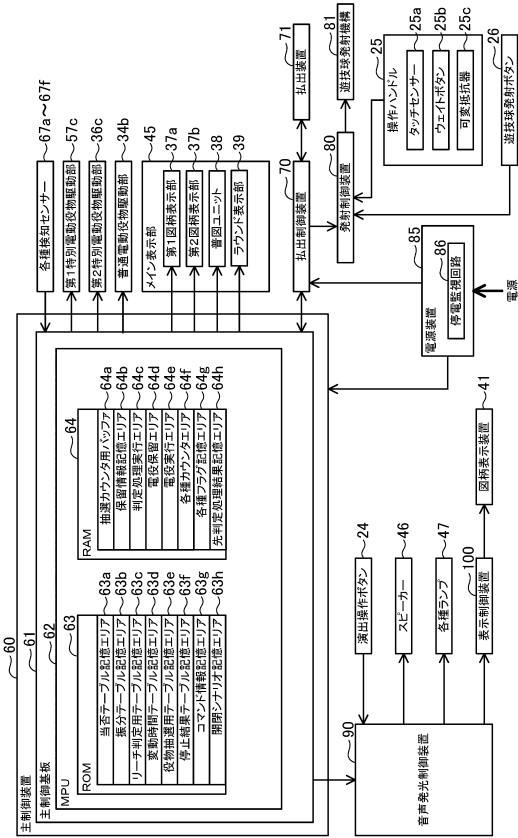 60
主制御装置
61
主制御基板
62
MPU
63
ROM
当否テーブル記憶エリア 63a
振分テーブル記憶エリア 63b
リーチ判定用テーブル記憶エリア 63c
変動時間テーブル記憶エリア 63d
役物抽選用テーブル記憶エリア 63e
停止結果テーブル記憶エリア 63f
コマンド情報記憶エリア 63g
開閉シナリオ記憶エリア 63h
64
RAM
抽選カウンタ用バッファ 64a
保留情報記憶エリア 64b
判定処理実行エリア 64c
電役保留エリア 64d
電役実行エリア 64e
各種カウンタエリア 64f
各種フラグ記憶エリア 64g
先判定処理結果記憶エリア 64h
各種検知センサー 67a～67f
第1特別電動役物駆動部 57c
第2特別電動役物駆動部 36c
普通電動役物駆動部 34b
45
メイン表示部
第1図柄表示部 37a
第2図柄表示部 37b
普図ユニット 38
ラウンド表示部 39
払出制御装置 70
払出装置 71
発射制御装置 80
遊技球発射機構 81
25
操作ハンドル
タッチセンサー 25a
ウェイトボタン 25b
可変抵抗器 25c
遊技球発射ボタン 26
85
電源装置
86
停電監視回路
電源
90
音声発光制御装置
演出操作ボタン 24
スピーカー 46
各種ランプ 47
表示制御装置 100
図柄表示装置 41